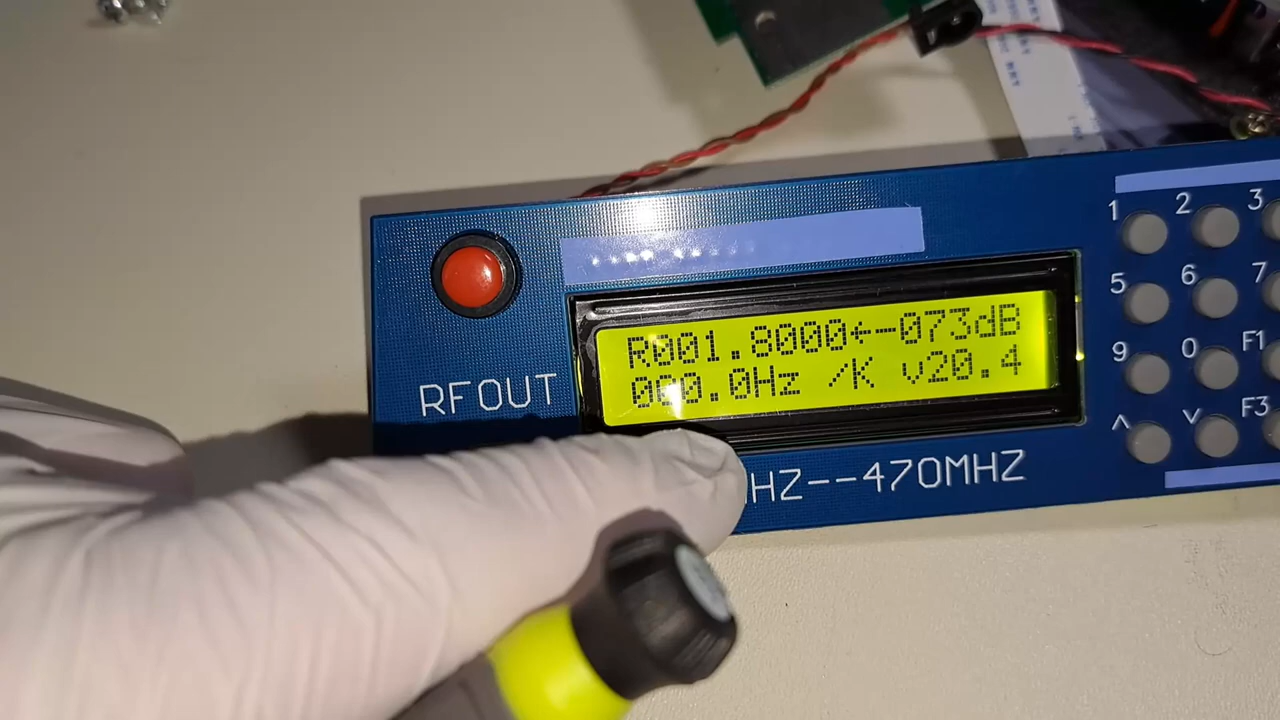 R001.8000←-073dB
000.0Hz /K v20.4
RFOUT
HZ--470MHZ
1 2 3
5 6 7
9 0 F1
^ v F3